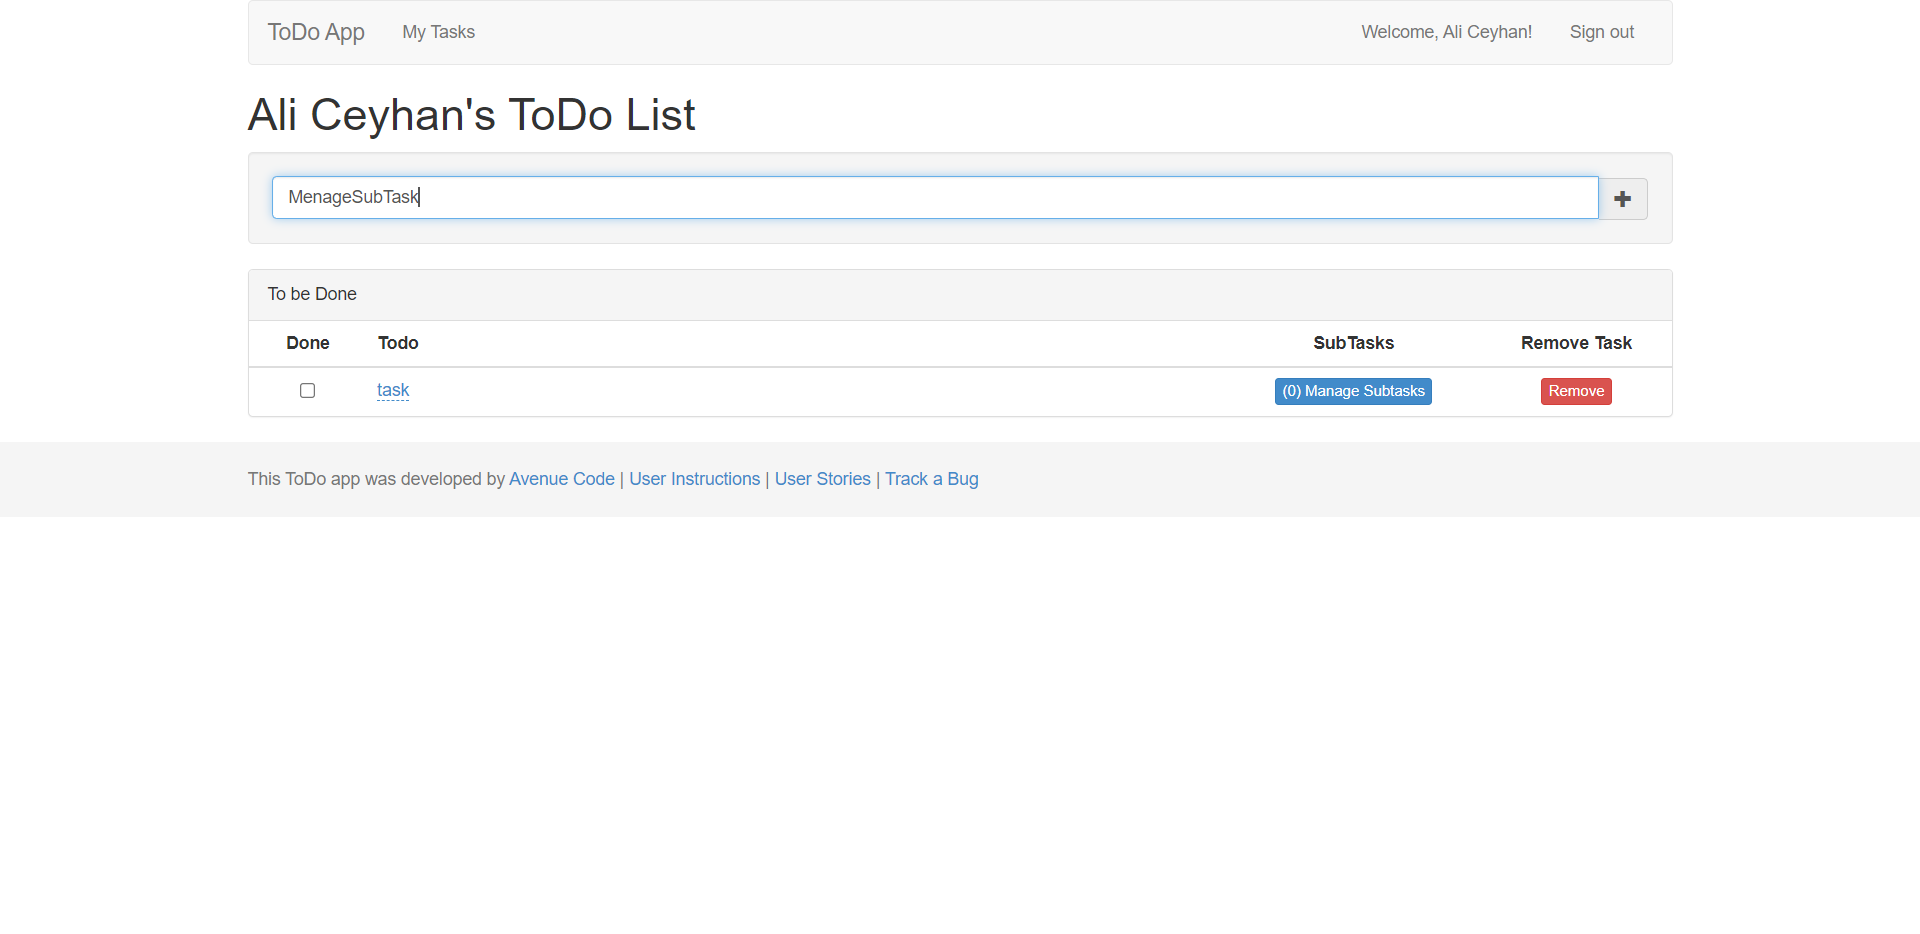 ToDo App My Tasks Welcome, Ali Ceyhan! Sign out
Ali Ceyhan's ToDo List
MenageSubTask
To be Done
Done Todo SubTasks Remove Task
task (0) Manage Subtasks Remove
This ToDo app was developed by Avenue Code | User Instructions | User Stories | Track a Bug